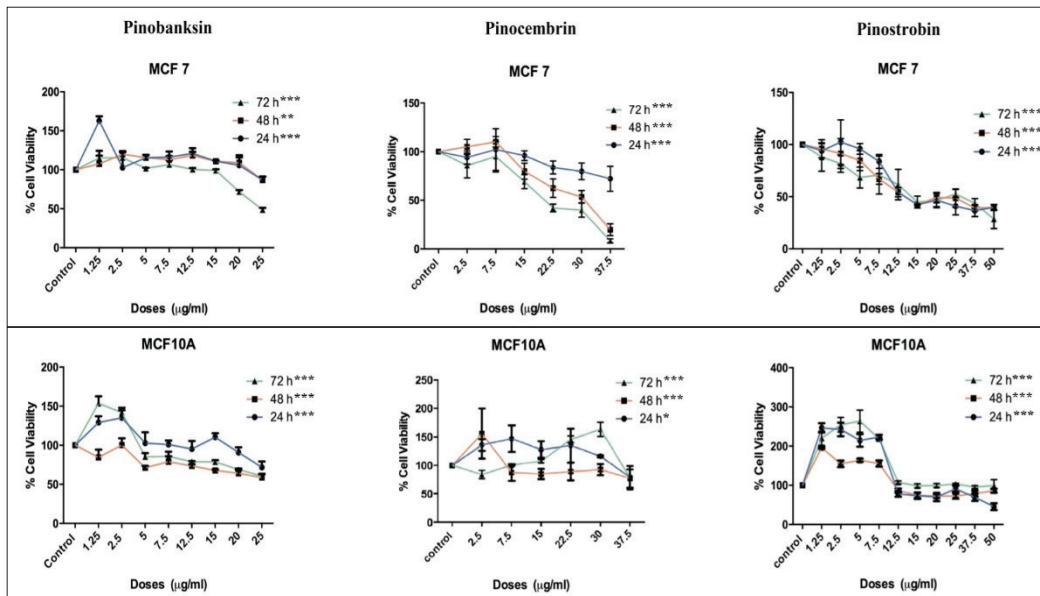 Pinobanksin
Pinocembrin
Pinostrobin
MCF 7
200
150
100
50
0
% Cell Viability
72 h***
48 h**
24 h***
Control
1.25
2.5
5
7.5
12.5
15
20
25
Doses (µg/ml)
MCF 7
150
100
50
0
% Cell Viability
72 h***
48 h***
24 h***
Control
2.5
7.5
15
22.5
30
37.5
Doses (µg/ml)
MCF 7
150
100
50
0
% Cell Viability
72 h***
48 h***
24 h***
Control
1.25
2.5
5
7.5
12.5
15
20
25
37.5
50
Doses (µg/ml)
MCF10A
200
150
100
50
0
% Cell Viability
72 h***
48 h***
24 h***
Control
1.25
2.5
5
7.5
12.5
15
20
25
Doses (µg/ml)
MCF10A
250
200
150
100
50
0
% Cell Viability
72 h***
48 h***
24 h*
control
2.5
7.5
15
22.5
30
37.5
Doses (µg/ml)
MCF10A
400
300
200
100
0
% Cell Viability
72 h***
48 h***
24 h***
control
1.25
2.5
5
7.5
12.5
15
20
25
37.5
50
Doses (µg/ml)